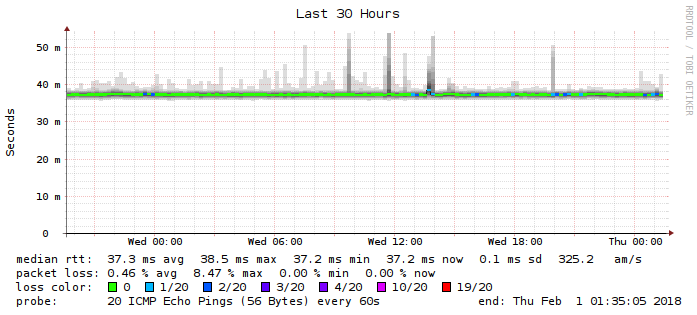 Last 30 Hours
RRDTOOL / TOBI OETIKER
Seconds
50 m
40 m
30 m
20 m
10 m
0
Wed 00:00 Wed 06:00 Wed 12:00 Wed 18:00 Thu 00:00
median rtt: 37.3 ms avg 38.5 ms max 37.2 ms min 37.2 ms now 0.1 ms sd 325.2 am/s
packet loss: 0.46 % avg 8.47 % max 0.00 % min 0.00 % now
loss color: 0 1/20 2/20 3/20 4/20 10/20 19/20
probe: 20 ICMP Echo Pings (56 Bytes) every 60s end: Thu Feb 1 01:35:05 2018